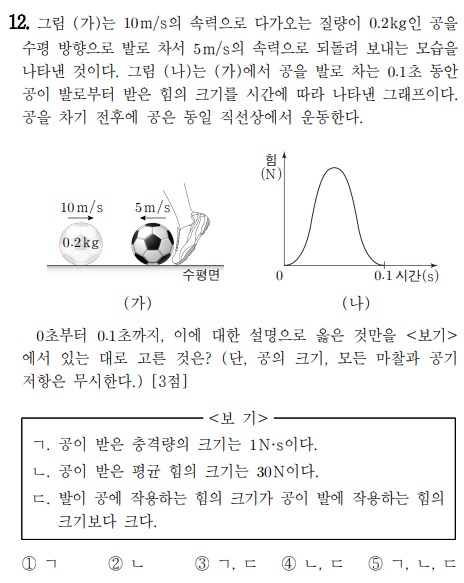 12. 그림 (가)는 10m/s의 속력으로 다가오는 질량이 0.2kg인 공을
수평 방향으로 발로 차서 5m/s의 속력으로 되돌려 보내는 모습을
나타낸 것이다. 그림 (나)는 (가)에서 공을 발로 차는 0.1초 동안
공이 발로부터 받은 힘의 크기를 시간에 따라 나타낸 그래프이다.
공을 차기 전후에 공은 동일 직선상에서 운동한다.
10m/s
5m/s
0.2kg
수평면
(가)
힘
(N)
0
0.1 시간(s)
(나)
0초부터 0.1초까지, 이에 대한 설명으로 옳은 것만을 <보기>
에서 있는 대로 고른 것은? (단, 공의 크기, 모든 마찰과 공기
저항은 무시한다.) [3점]
<보 기>
ㄱ. 공이 받은 충격량의 크기는 1N·s이다.
ㄴ. 공이 받은 평균 힘의 크기는 30N이다.
ㄷ. 발이 공에 작용하는 힘의 크기가 공이 발에 작용하는 힘의
크기보다 크다.
① ㄱ ② ㄴ ③ ㄱ, ㄷ ④ ㄴ, ㄷ ⑤ ㄱ, ㄴ, ㄷ